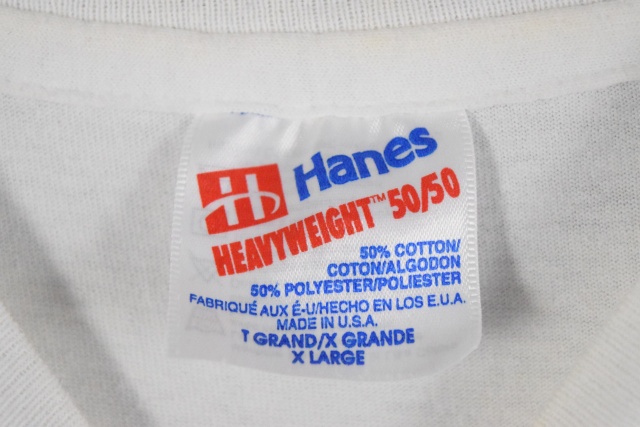 Hanes
HEAVYWEIGHT™ 50/50
50% COTTON/
COTON/ALGODON
50% POLYESTER/POLIESTER
FABRIQUÉ AUX É-U/HECHO EN LOS E.U.A.
MADE IN U.S.A.
T GRAND/X GRANDE
X LARGE